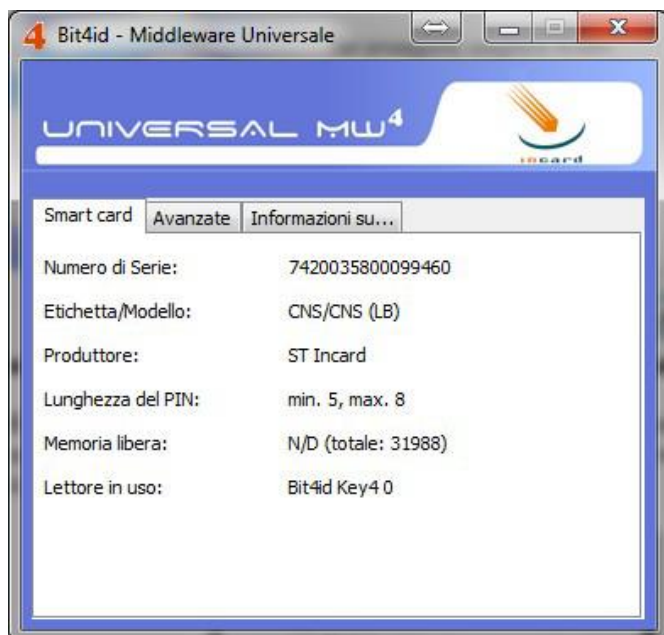 Bit4id - Middleware Universale
UNIVERSAL MW4
incard
Smart card Avanzate Informazioni su...
Numero di Serie: 7420035800099460
Etichetta/Modello: CNS/CNS (LB)
Produttore: ST Incard
Lunghezza del PIN: min. 5, max. 8
Memoria libera: N/D (totale: 31988)
Lettore in uso: Bit4id Key4 0